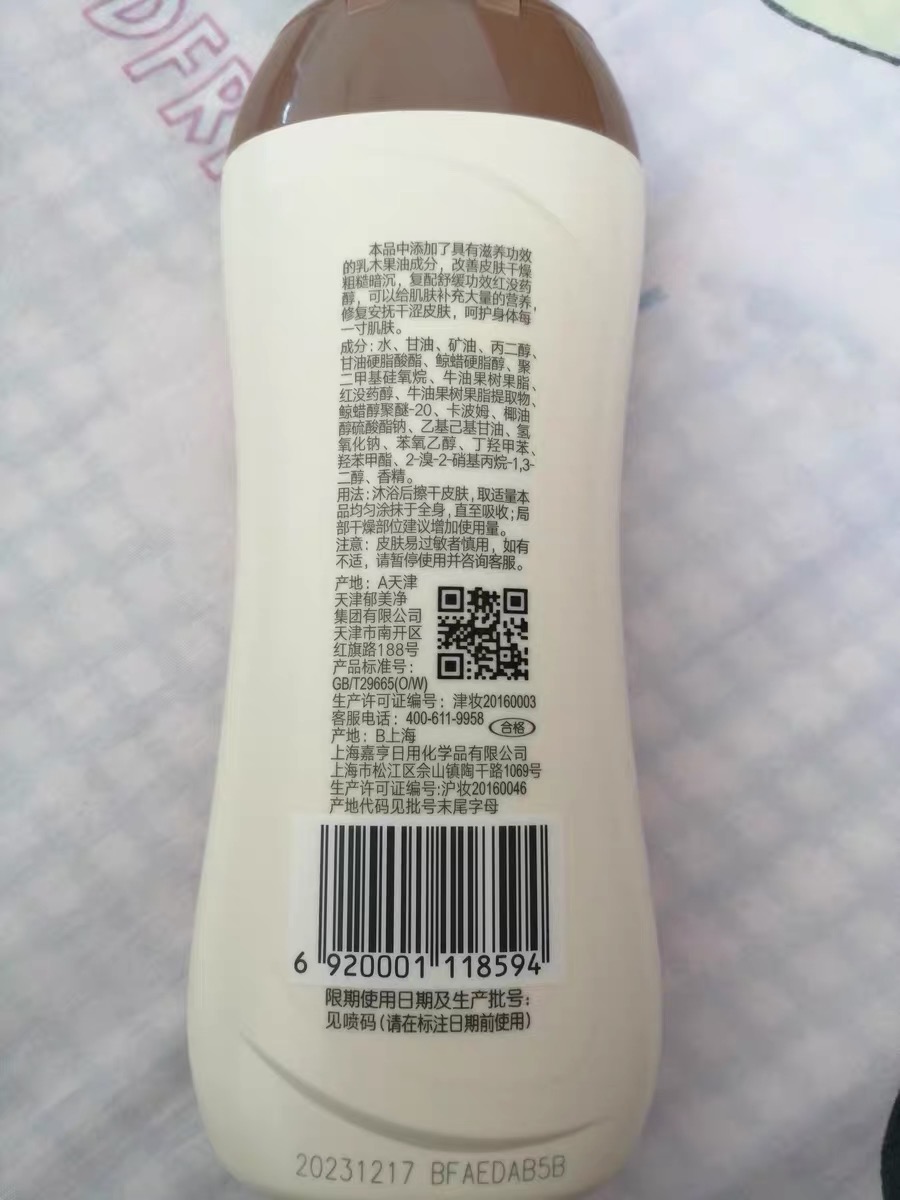 DFRI
本品中添加了具有滋养功效
的乳木果油成分，改善皮肤干燥
粗糙暗沉，复配舒缓功效红没药
醇，可以给肌肤补充大量的营养，
修复安抚干涩皮肤，呵护身体每
一寸肌肤。
成分：水、甘油、矿油、丙二醇、
甘油硬脂酸酯、鲸蜡硬脂醇、聚
二甲基硅氧烷、牛油果树果脂、
红没药醇、牛油果树果脂提取物、
鲸蜡醇聚醚-20、卡波姆、椰油
醇硫酸酯钠、乙基己基甘油、氢
氧化钠、苯氧乙醇、丁羟甲苯、
羟苯甲酯、2-溴-2-硝基丙烷-1,3-
二醇、香精。
用法：沐浴后擦干皮肤，取适量本
品均匀涂抹于全身，直至吸收；局
部干燥部位建议增加使用量。
注意：皮肤易过敏者慎用，如有
不适，请暂停使用并咨询客服。
产地：A天津
天津郁美净
集团有限公司
天津市南开区
红旗路188号
产品标准号：
GB/T29665(O/W)
生产许可证编号：津妆20160003
客服电话：400-611-9958
合格
产地：B上海
上海嘉亨日用化学品有限公司
上海市松江区佘山镇陶干路1069号
生产许可证编号:沪妆20160046
产地代码见批号末尾字母
6 920001 118594
限期使用日期及生产批号：
见喷码（请在标注日期前使用）
20231217 BFAEDAB5B